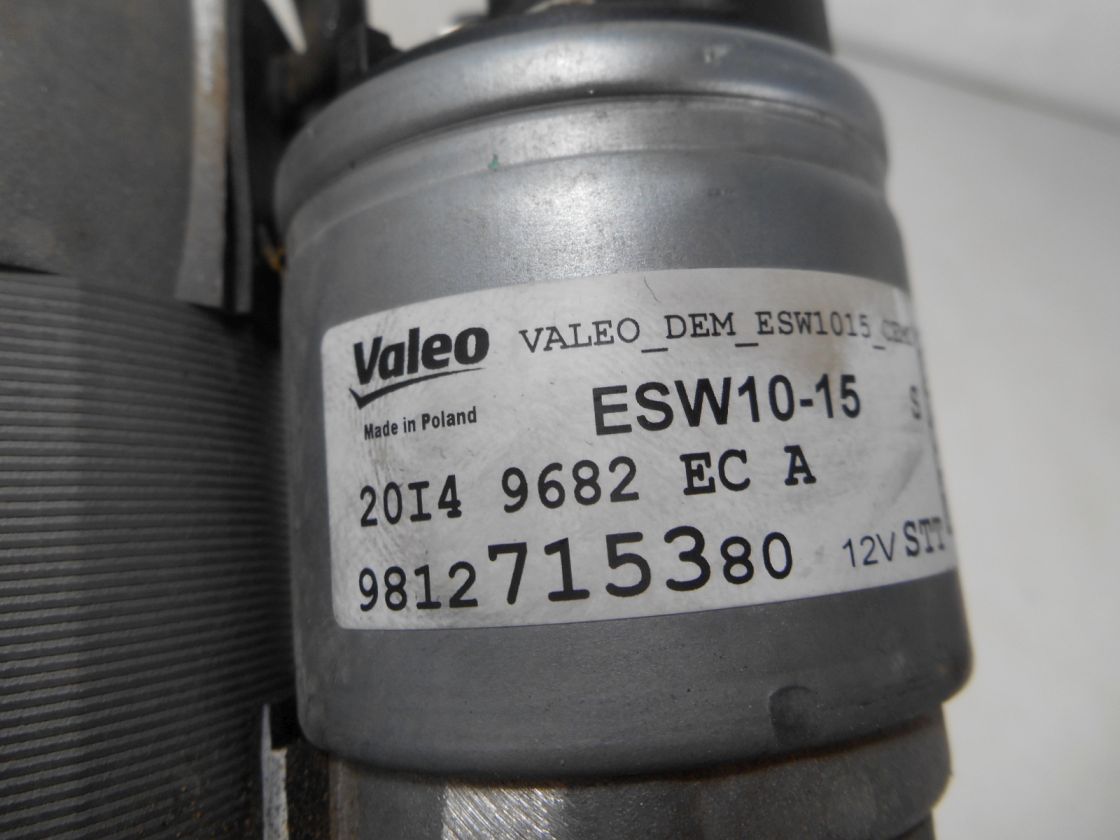 Valeo VALEO_DEM_ESW1015_
Made in Poland ESW10-15 S
20I4 9682 EC A
9812715380 12V STT